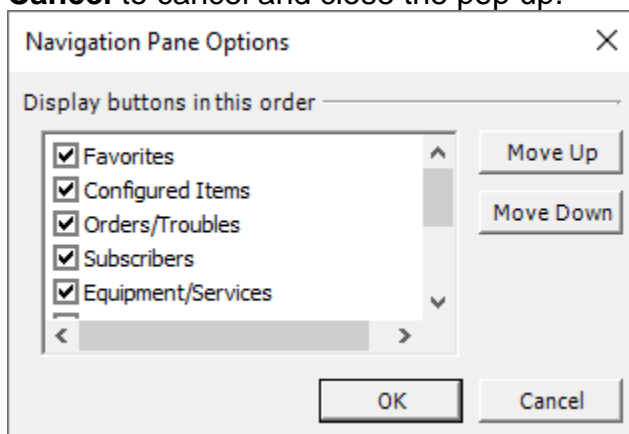 Cancel to cancel and close the pop-up.
Navigation Pane Options
Display buttons in this order
Favorites
Move Up
Configured Items
Orders/Troubles
Move Down
Subscribers
Equipment/Services
OK
Cancel